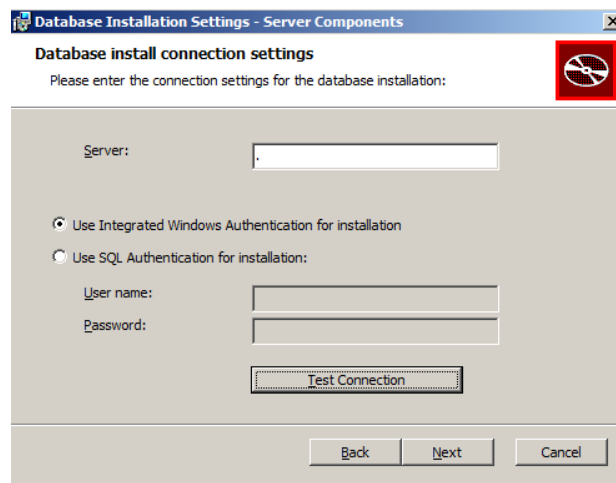 Database Installation Settings - Server Components
Database install connection settings
Please enter the connection settings for the database installation:
Server:
.
Use Integrated Windows Authentication for installation
Use SQL Authentication for installation:
User name:
Password:
Test Connection
Back Next Cancel